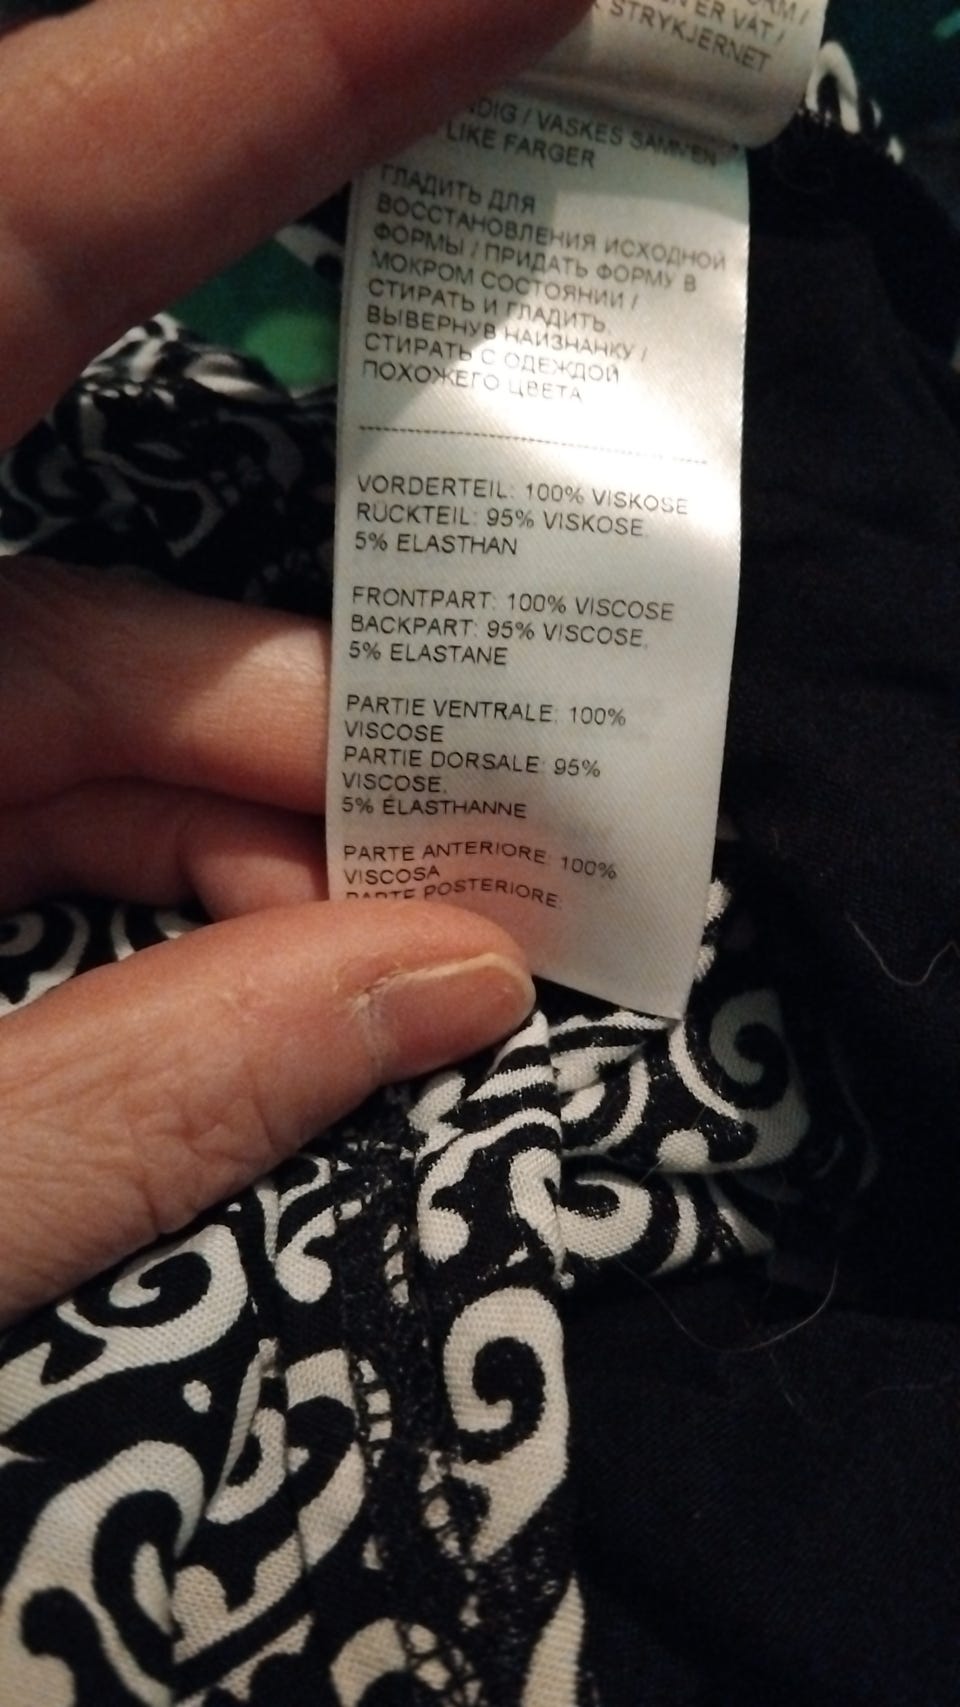 ER VÅT /
STRYKJERNET
/ VASKES SAMMEN
LIKE FARGER
ГЛАДИТЬ ДЛЯ
ВОССТАНОВЛЕНИЯ ИСХОДНОЙ
ФОРМЫ / ПРИДАТЬ ФОРМУ В
МОКРОМ СОСТОЯНИИ /
СТИРАТЬ И ГЛАДИТЬ,
ВЫВЕРНУВ НАИЗНАНКУ /
СТИРАТЬ С ОДЕЖДОЙ
ПОХОЖЕГО ЦВЕТА
VORDERTEIL: 100% VISKOSE
RÜCKTEIL: 95% VISKOSE,
5% ELASTHAN
FRONTPART: 100% VISCOSE
BACKPART: 95% VISCOSE,
5% ELASTANE
PARTIE VENTRALE: 100%
VISCOSE
PARTIE DORSALE: 95%
VISCOSE,
5% ÉLASTHANNE
PARTE ANTERIORE: 100%
VISCOSA
PARTE POSTERIORE: